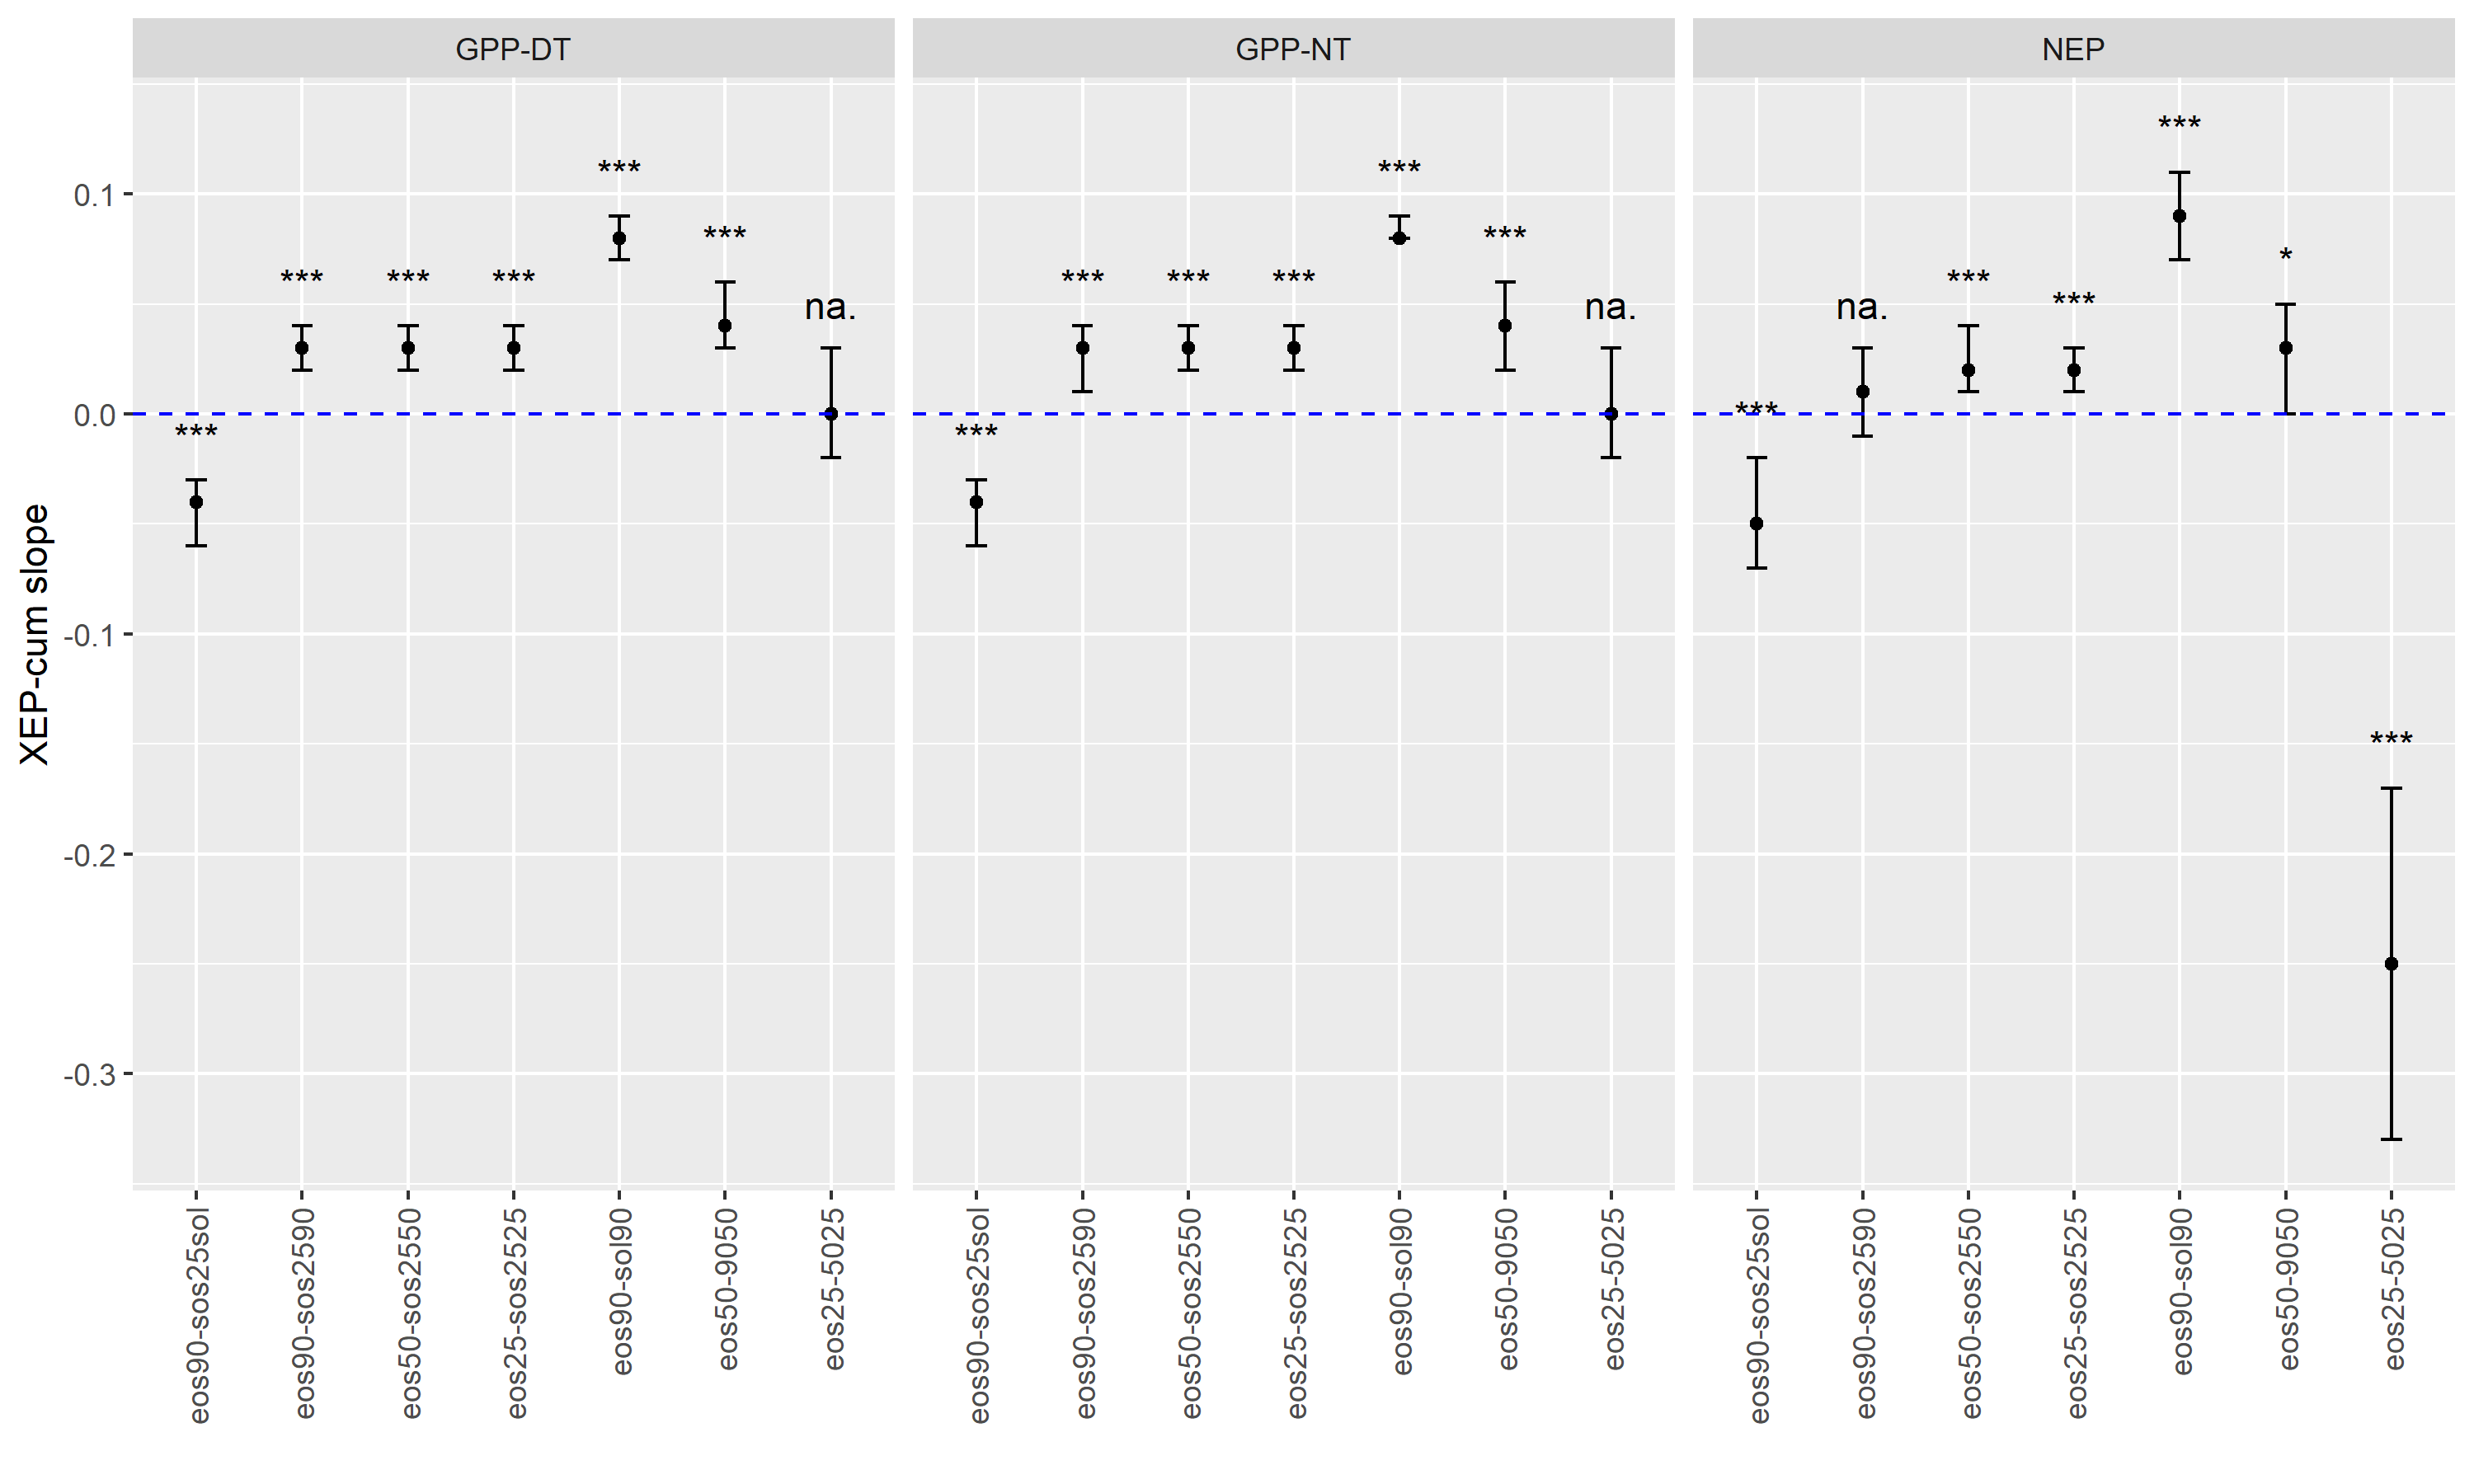 GPP-DT GPP-NT NEP
XEP-cum slope
***
0.1 *** *** 
*** *** *
*** *** *** na. *** *** *** na. na. *** ***
0.0 ***
*** ***
-0.1
***
-0.2
-0.3
eos90-sos25sol
eos90-sos2590
eos50-sos2550
eos25-sos2525
eos90-sol90
eos50-9050
eos25-5025
eos90-sos25sol
eos90-sos2590
eos50-sos2550
eos25-sos2525
eos90-sol90
eos50-9050
eos25-5025
eos90-sos25sol
eos90-sos2590
eos50-sos2550
eos25-sos2525
eos90-sol90
eos50-9050
eos25-5025